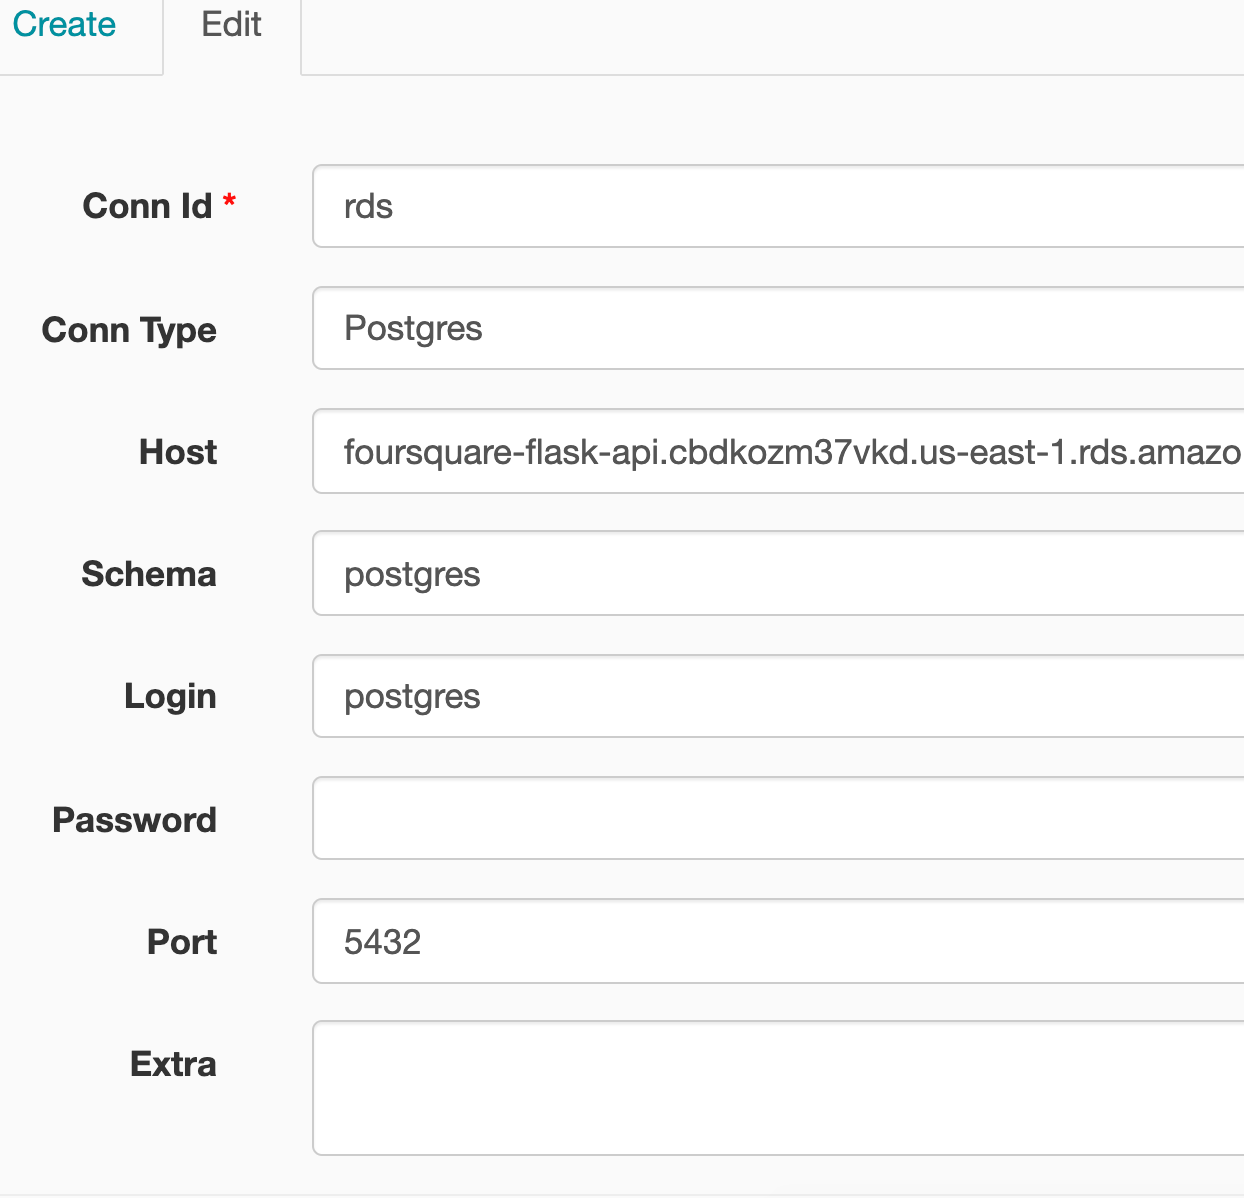 Create Edit
Conn Id * rds
Conn Type Postgres
Host foursquare-flask-api.cbdkozm37vkd.us-east-1.rds.amazo
Schema postgres
Login postgres
Password
Port 5432
Extra